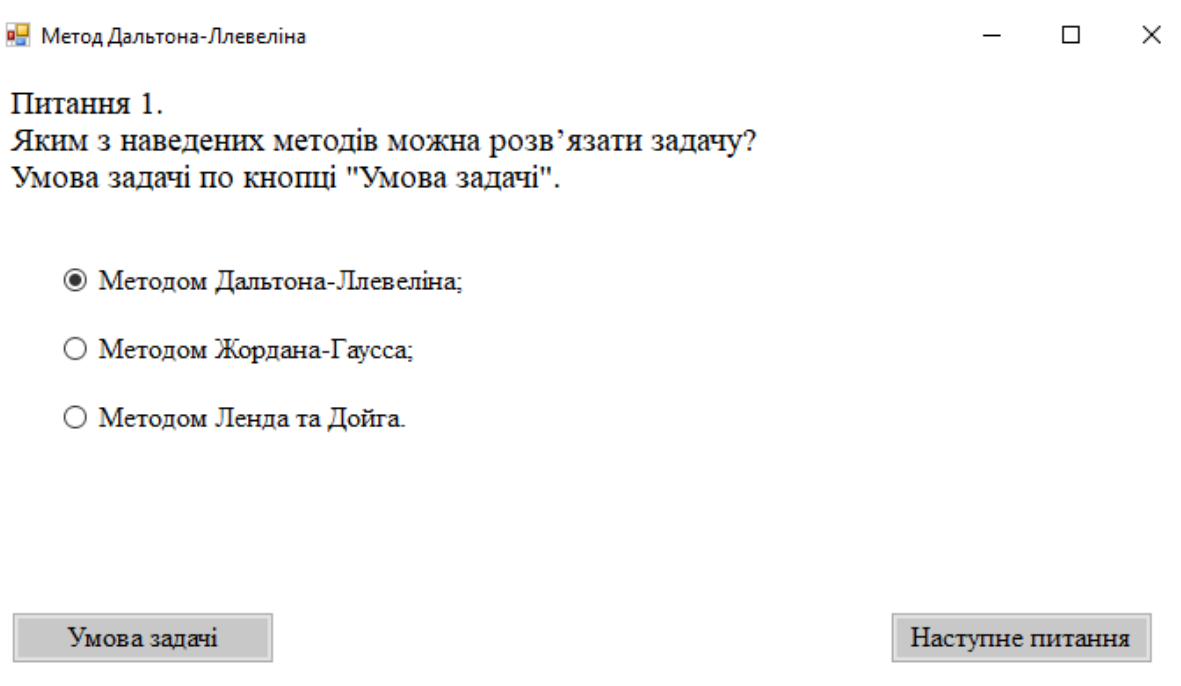 Метод Дальтона-Ллевеліна
Питання 1.
Яким з наведених методів можна розв’язати задачу?
Умова задачі по кнопці "Умова задачі".
Методом Дальтона-Ллевеліна;
Методом Жордана-Гаусса;
Методом Ленда та Дойга.
Умова задачі
Наступне питання